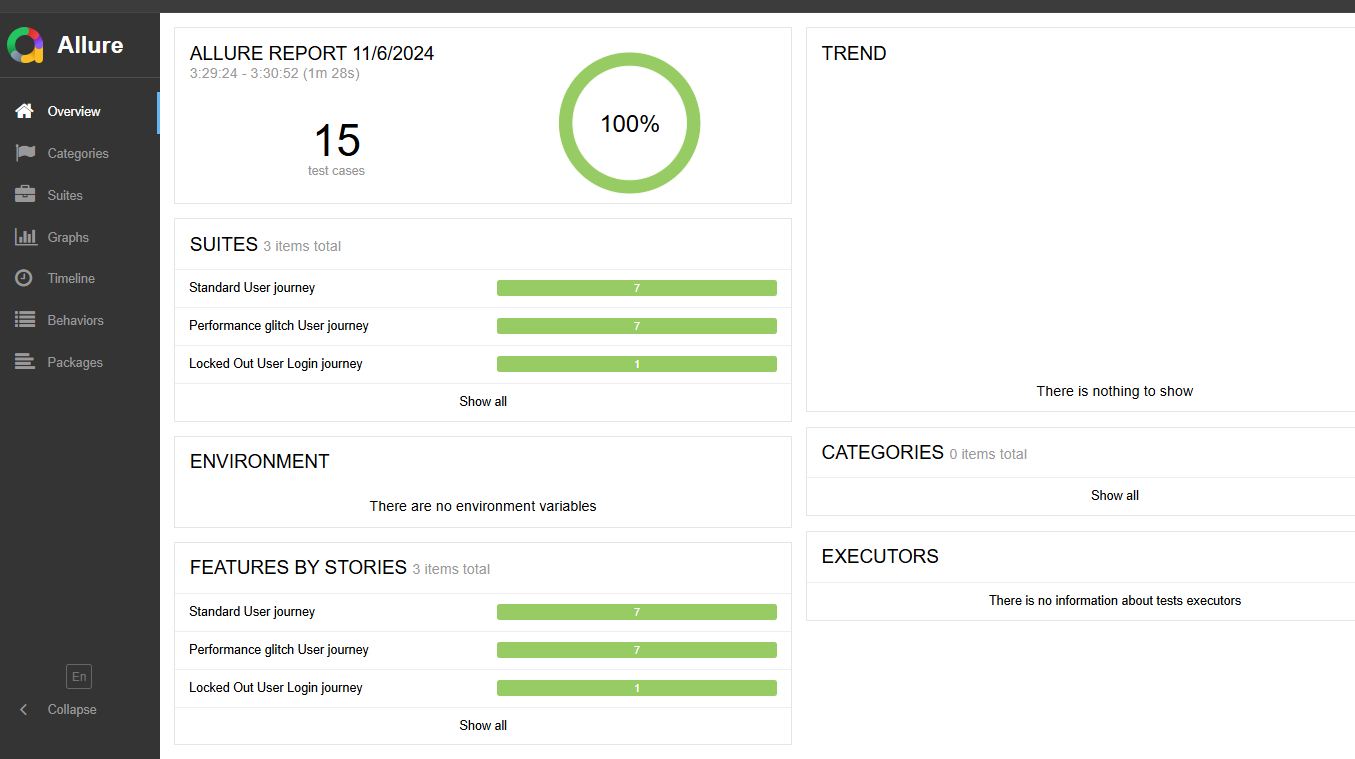 Allure
Overview
Categories
Suites
Graphs
Timeline
Behaviors
Packages
En
Collapse
ALLURE REPORT 11/6/2024
3:29:24 - 3:30:52 (1m 28s)
15
test cases
100%
SUITES 3 items total
Standard User journey 7
Performance glitch User journey 7
Locked Out User Login journey 1
Show all
ENVIRONMENT
There are no environment variables
FEATURES BY STORIES 3 items total
Standard User journey 7
Performance glitch User journey 7
Locked Out User Login journey 1
Show all
TREND
There is nothing to show
CATEGORIES 0 items total
Show all
EXECUTORS
There is no information about tests executors